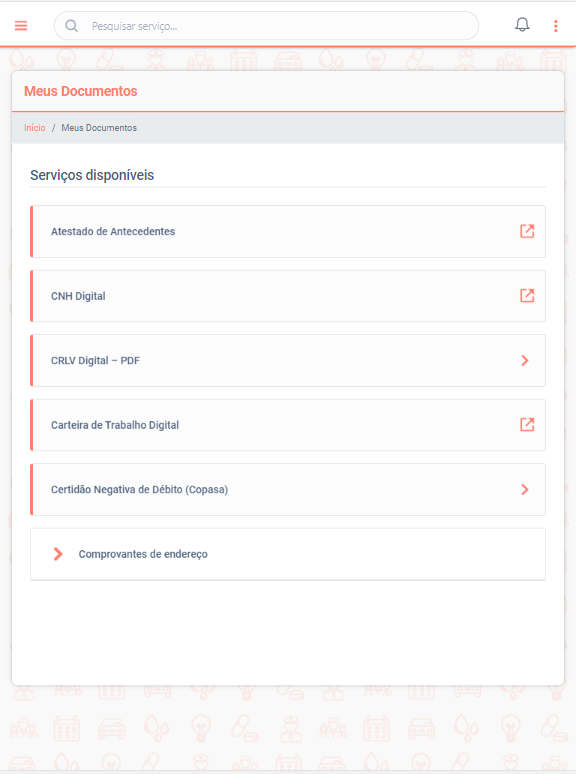 Pesquisar serviço...
Meus Documentos
Início / Meus Documentos
Serviços disponíveis
Atestado de Antecedentes
CNH Digital
CRLV Digital – PDF
Carteira de Trabalho Digital
Certidão Negativa de Débito (Copasa)
Comprovantes de endereço